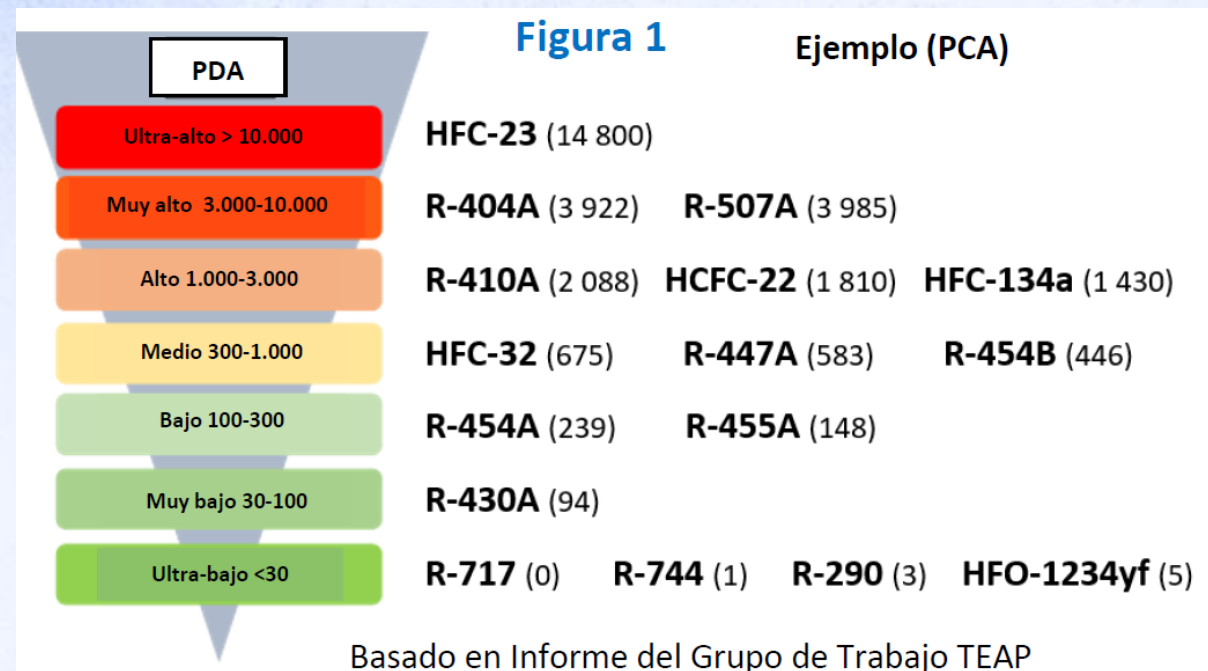 Figura 1
Ejemplo (PCA)
PDA
Ultra-alto > 10.000
HFC-23 (14 800)
Muy alto 3.000-10.000
R-404A (3 922) R-507A (3 985)
Alto 1.000-3.000
R-410A (2 088) HCFC-22 (1 810) HFC-134a (1 430)
Medio 300-1.000
HFC-32 (675) R-447A (583) R-454B (446)
Bajo 100-300
R-454A (239) R-455A (148)
Muy bajo 30-100
R-430A (94)
Ultra-bajo <30
R-717 (0) R-744 (1) R-290 (3) HFO-1234yf (5)
Basado en Informe del Grupo de Trabajo TEAP